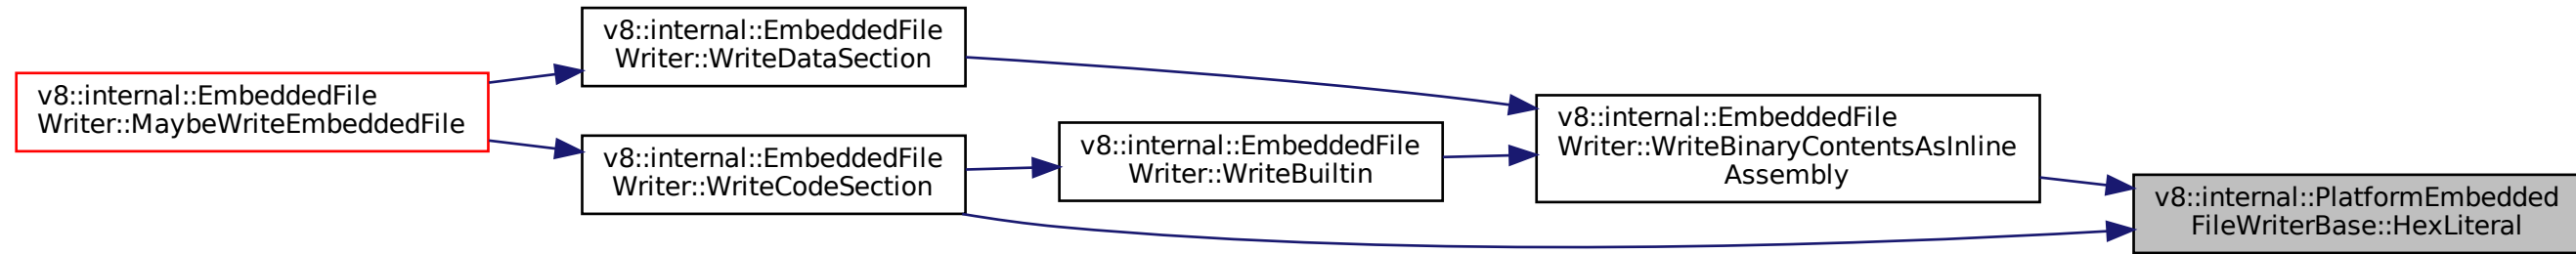 v8::internal::EmbeddedFile
Writer::MaybeWriteEmbeddedFile
v8::internal::EmbeddedFile
Writer::WriteDataSection
v8::internal::EmbeddedFile
Writer::WriteCodeSection
v8::internal::EmbeddedFile
Writer::WriteBuiltin
v8::internal::EmbeddedFile
Writer::WriteBinaryContentsAsInline
Assembly
v8::internal::PlatformEmbedded
FileWriterBase::HexLiteral